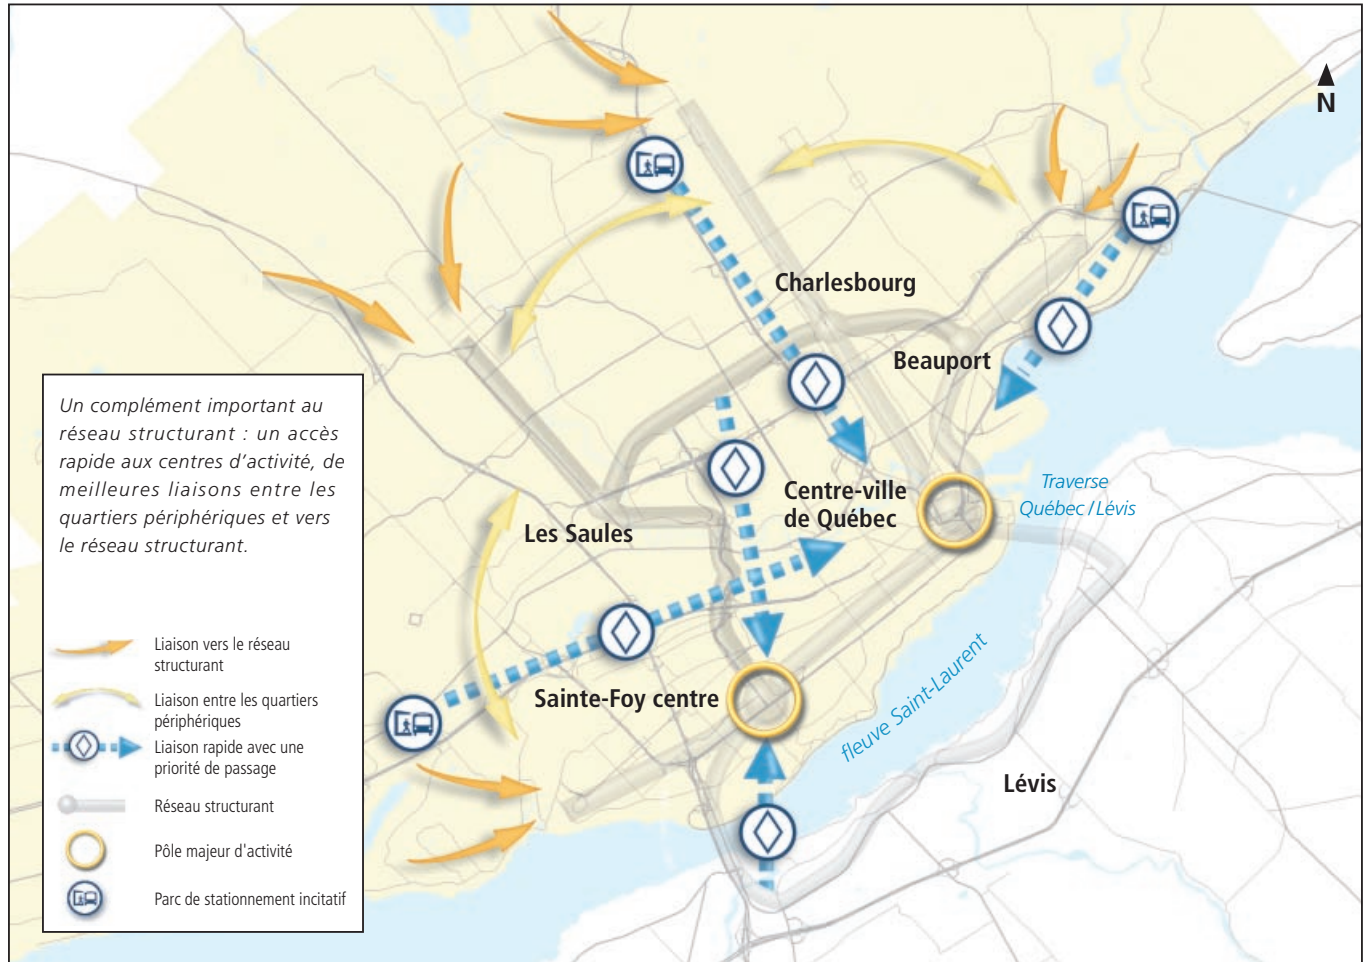 N
Charlesbourg
Beauport
Un complément important au
réseau structurant : un accès
rapide aux centres d'activité, de
meilleures liaisons entre les
quartiers périphériques et vers
le réseau structurant.
Centre-ville
de Québec
Traverse
Québec / Lévis
Les Saules
Sainte-Foy centre
fleuve Saint-Laurent
Lévis
Liaison vers le réseau
structurant
Liaison entre les quartiers
périphériques
Liaison rapide avec une
priorité de passage
Réseau structurant
Pôle majeur d'activité
Parc de stationnement incitatif